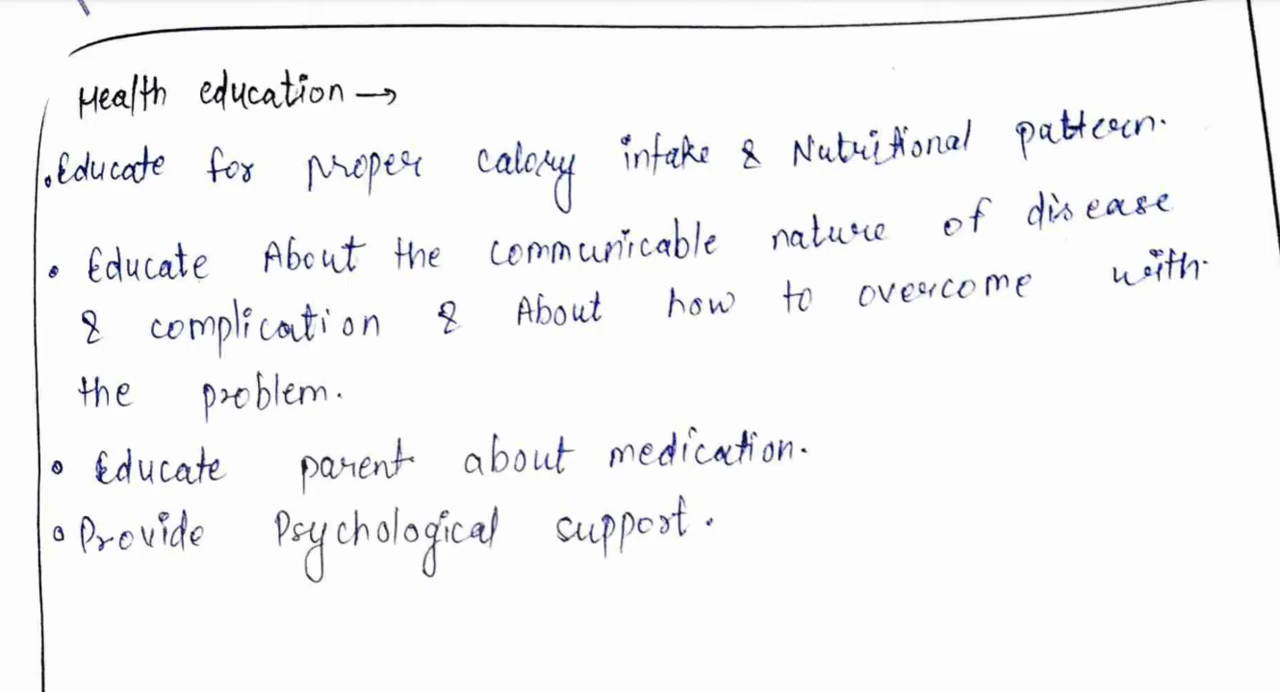 Health education →
• Educate for proper calory intake & Nutritional pattern.
• Educate About the communicable nature of disease
& complication & About how to overcome with
the problem.
• Educate parent about medication.
• Provide Psychological support.